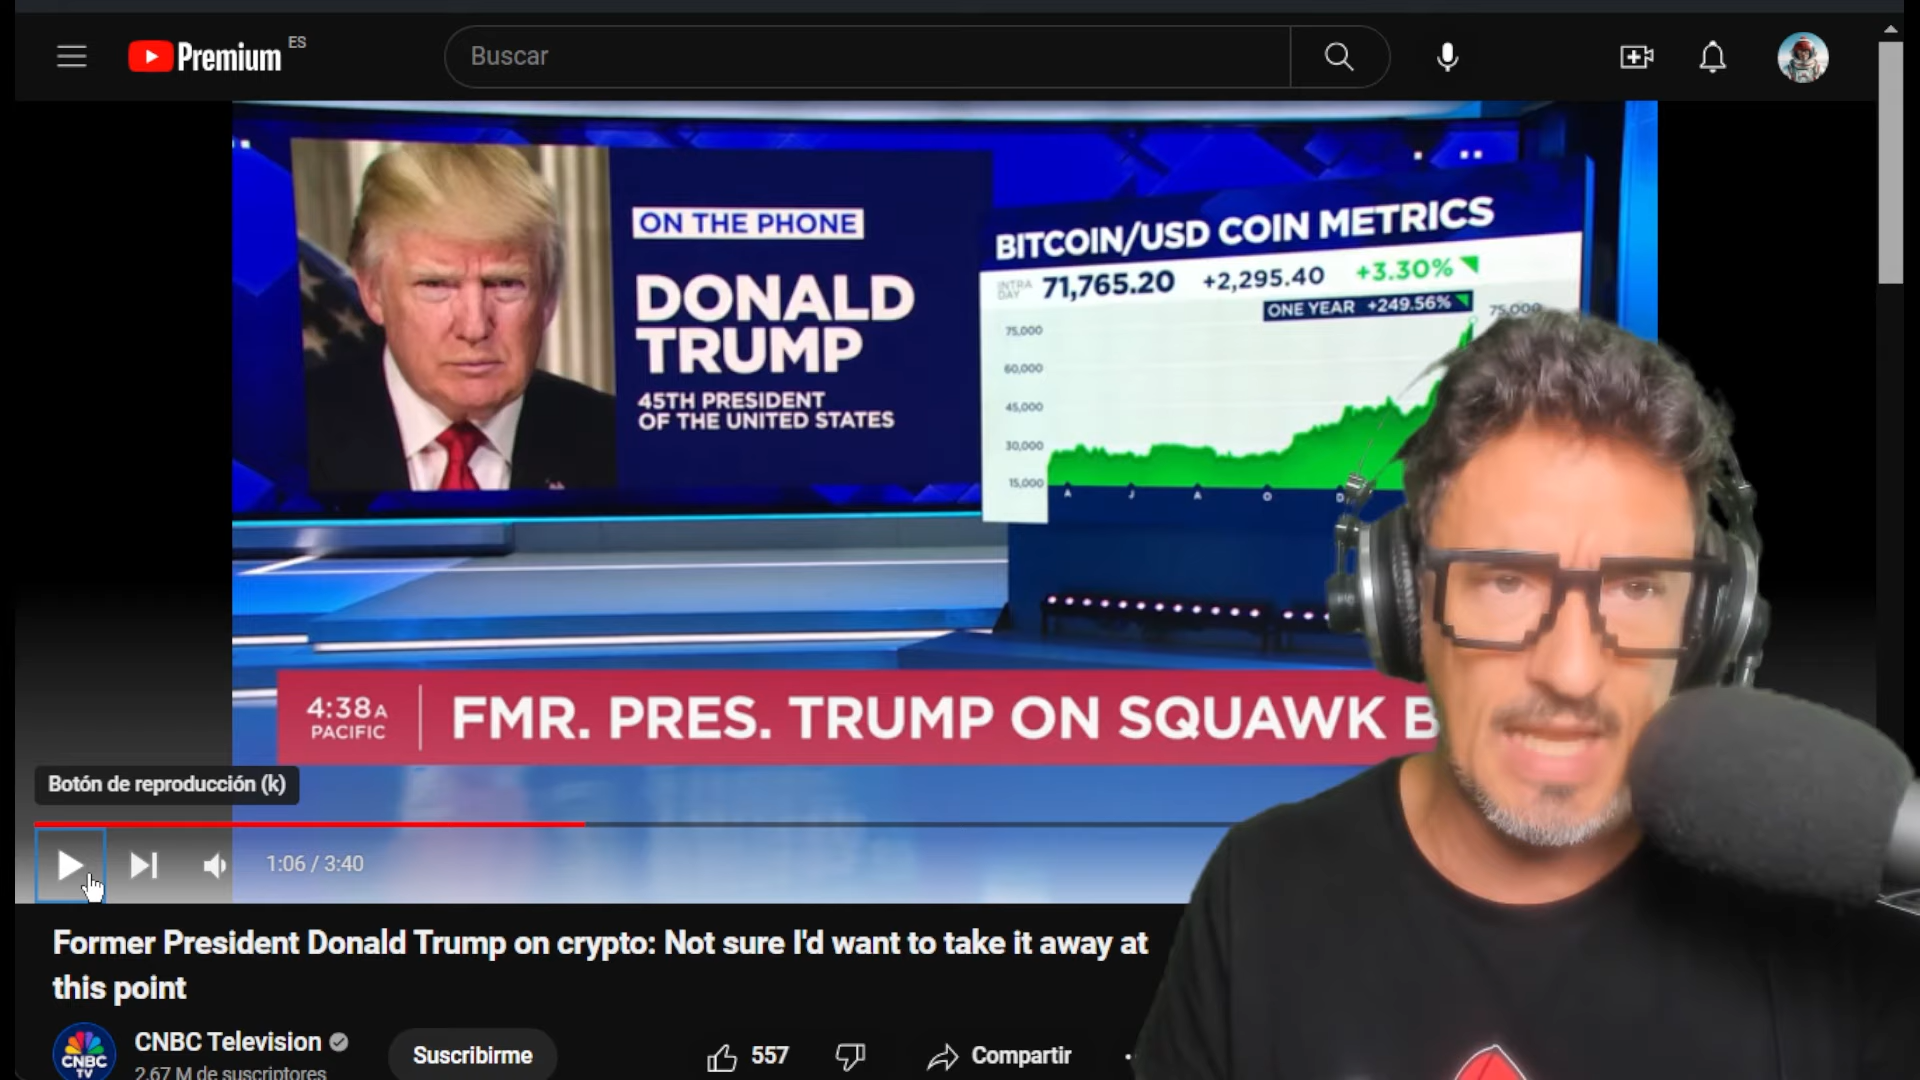 Premium ES
Buscar
ON THE PHONE
DONALD
TRUMP
45TH PRESIDENT
OF THE UNITED STATES
BITCOIN/USD COIN METRICS
INTRA
DAY
71,765.20 +2,295.40 +3.30%
ONE YEAR +249.56%
75,000
75,000
60,000
45,000
30,000
15,000
A J A O D
4:38A
PACIFIC
FMR. PRES. TRUMP ON SQUAWK B
Botón de reproducción (k)
1:06 / 3:40
Former President Donald Trump on crypto: Not sure I'd want to take it away at
this point
CNBC
TV
CNBC Television
2,67 M de suscriptores
Suscribirme
557
Compartir